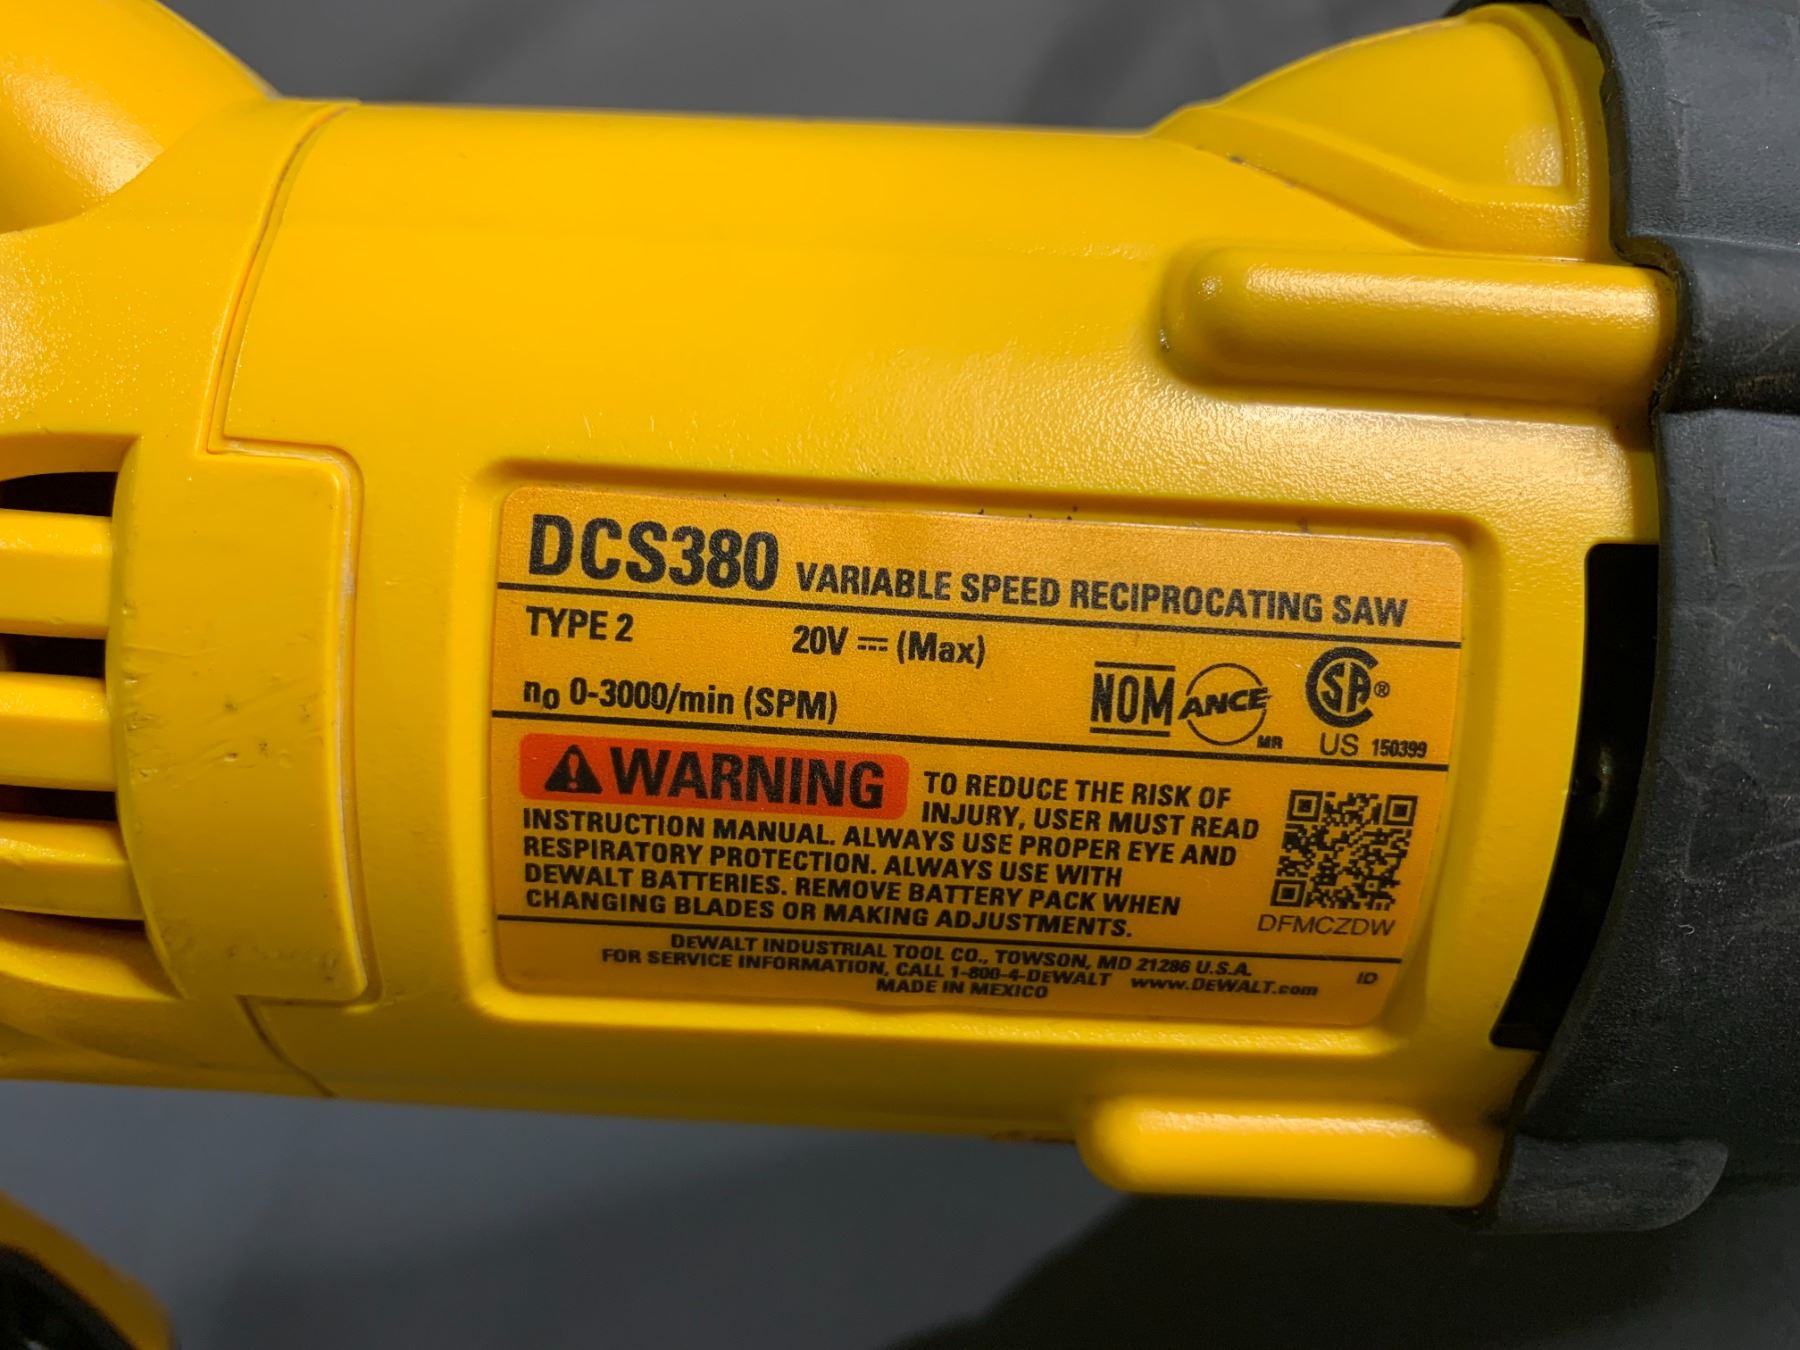 DCS380 VARIABLE SPEED RECIPROCATING SAW
TYPE 2 20V ⎓ (Max)
n₀ 0-3000/min (SPM)
NOM ANCE MR
SA® US 150399
WARNING TO REDUCE THE RISK OF
INJURY, USER MUST READ
INSTRUCTION MANUAL. ALWAYS USE PROPER EYE AND
RESPIRATORY PROTECTION. ALWAYS USE WITH
DEWALT BATTERIES. REMOVE BATTERY PACK WHEN
CHANGING BLADES OR MAKING ADJUSTMENTS.
DFMCZDW
DEWALT INDUSTRIAL TOOL CO., TOWSON, MD 21286 U.S.A.
FOR SERVICE INFORMATION, CALL 1-800-4-DEWALT www.DEWALT.com
MADE IN MEXICO
ID